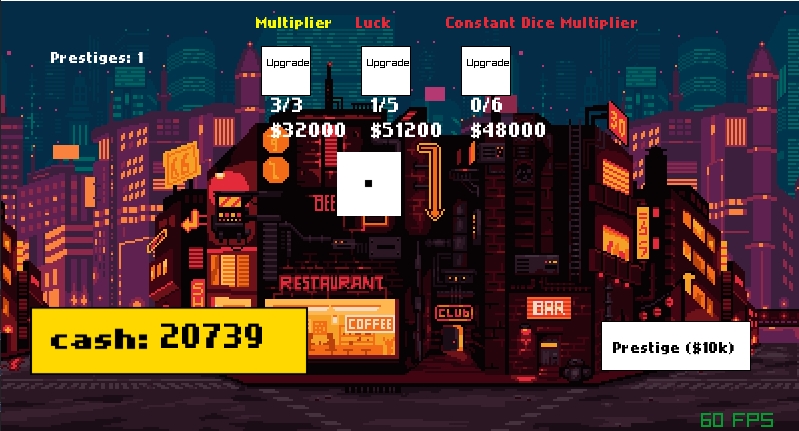 Multiplier Luck Constant Dice Multiplier
Prestiges: 1
Upgrade Upgrade Upgrade
3/3 1/5 0/6
$32000 $51200 $48000
RESTAURANT
COFFEE
CLUB
BAR
cash: 20739
Prestige ($10k)
60 FPS